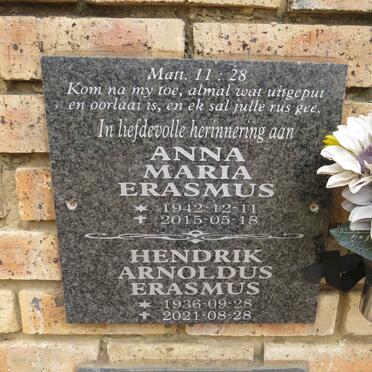 Matt. 11 : 28
Kom na my toe, almal wat uitgeput
en oorlaai is, en ek sal julle rus gee.
In liefdevolle herinnering aan
ANNA
MARIA
ERASMUS
1942-12-11
2015-05-18
HENDRIK
ARNOLDUS
ERASMUS
1936-09-28
2021-08-28